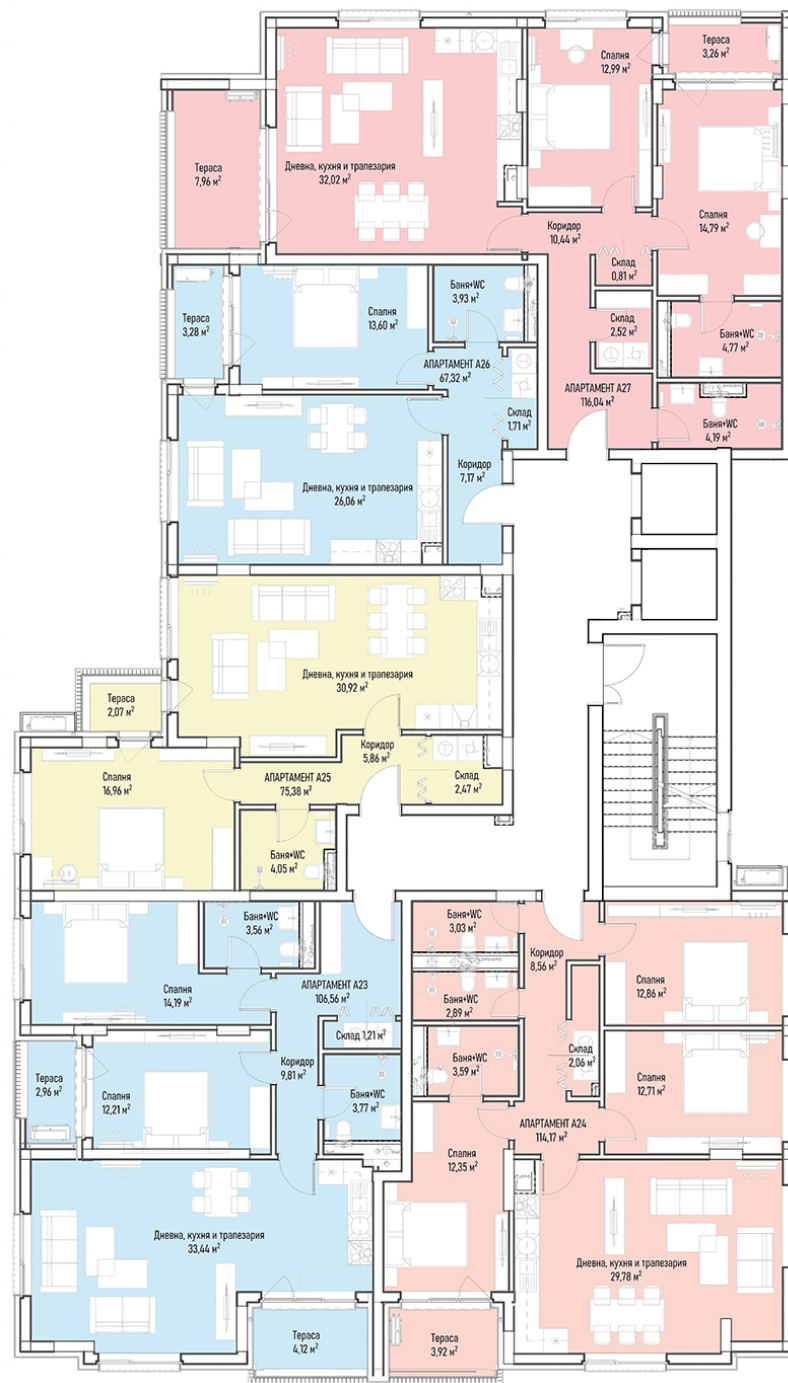 Тераса
3,26 м²
Спалня
12,99 м²
Тераса
7,96 м²
Дневна, кухня и трапезария
32,02 м²
Спалня
14,79 м²
Коридор
10,44 м²
Склад
0,81 м²
Баня+WC
3,93 м²
Тераса
3,28 м²
Спалня
13,60 м²
Склад
2,52 м²
Баня+WC
4,77 м²
АПАРТАМЕНТ А26
67,32 м²
АПАРТАМЕНТ А27
116,04 м²
Склад
1,71 м²
Баня+WC
4,19 м²
Коридор
7,17 м²
Дневна, кухня и трапезария
26,06 м²
Дневна, кухня и трапезария
30,92 м²
Тераса
2,07 м²
Коридор
5,86 м²
Спалня
16,96 м²
АПАРТАМЕНТ А25
75,38 м²
Склад
2,47 м²
Баня+WC
4,05 м²
Баня+WC
3,56 м²
Баня+WC
3,03 м²
Коридор
8,56 м²
Спалня
14,19 м²
АПАРТАМЕНТ А23
106,56 м²
Спалня
12,86 м²
Баня+WC
2,89 м²
Склад 1,21 м²
Склад
2,06 м²
Баня+WC
3,59 м²
Коридор
9,81 м²
Тераса
2,96 м²
Спалня
12,21 м²
Баня+WC
3,77 м²
Спалня
12,71 м²
АПАРТАМЕНТ А24
114,17 м²
Спалня
12,35 м²
Дневна, кухня и трапезария
33,44 м²
Дневна, кухня и трапезария
29,78 м²
Тераса
4,12 м²
Тераса
3,92 м²